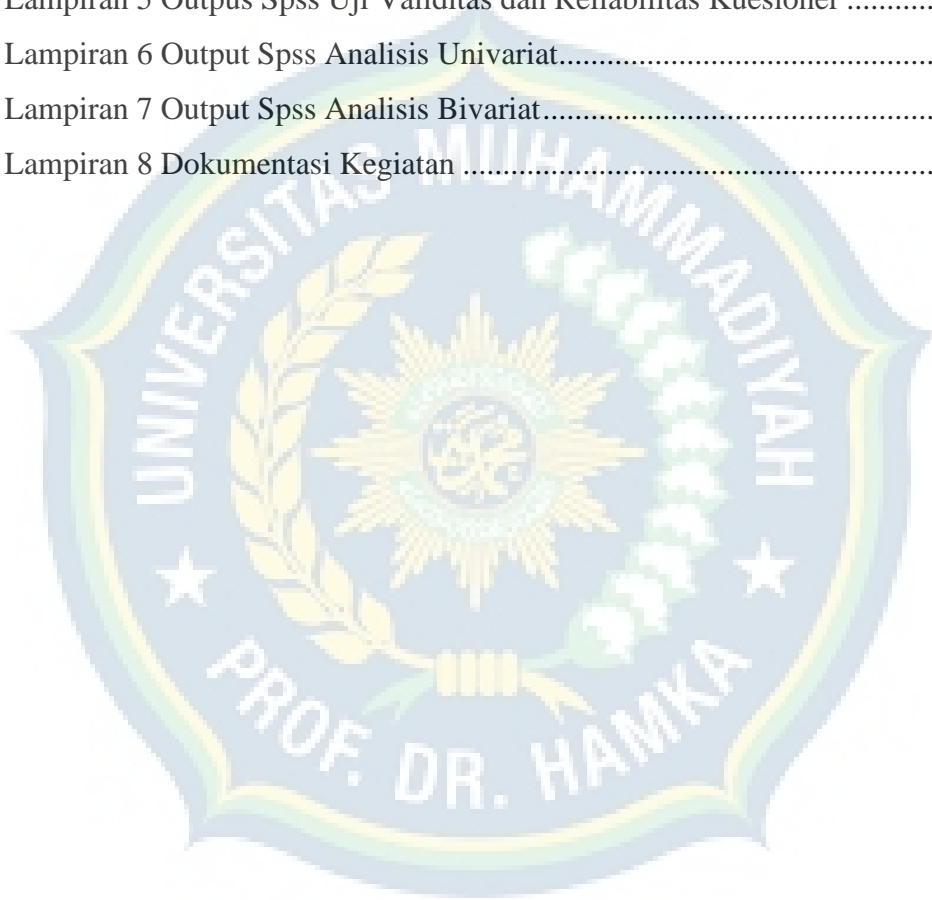 Lampiran 5 Outpus Spss Uji Validitas dan Reliabilitas Kuesioner ...........
Lampiran 6 Output Spss Analisis Univariat..............................................
Lampiran 7 Output Spss Analisis Bivariat................................................
Lampiran 8 Dokumentasi Kegiatan ..........................................................
UNIVERSITAS MUHAMMADIYAH
PROF. DR. HAMKA